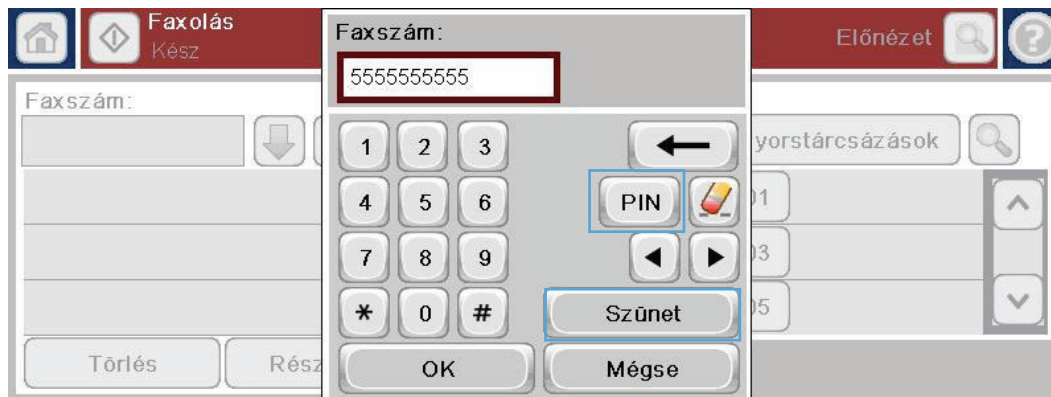 Faxolás
Kész
Előnézet
Faxszám:
Faxszám:
5555555555
yorstárcsázások
1 2 3
4 5 6 PIN
7 8 9
* 0 # Szünet
OK Mégse
01
03
05
Törlés
Rész